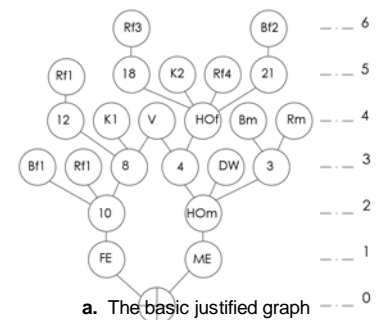 Rf3 Bf2 6
Rf1 18 K2 Rf4 21 5
12 K1 V HOf Bm Rm 4
Bf1 Rf1 8 4 DW 3 3
10 HOm 2
FE ME 1
0
a. The basic justified graph